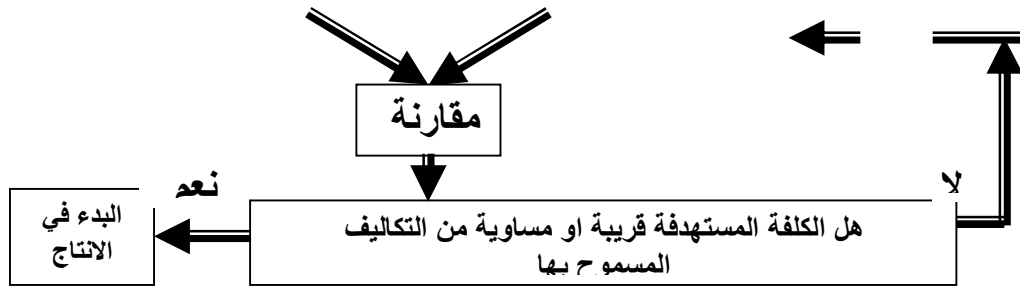 مقارنة
لا
هل الكلفة المستهدفة قريبة او مساوية من التكاليف
المسموح بها
نعم
البدء في
الانتاج